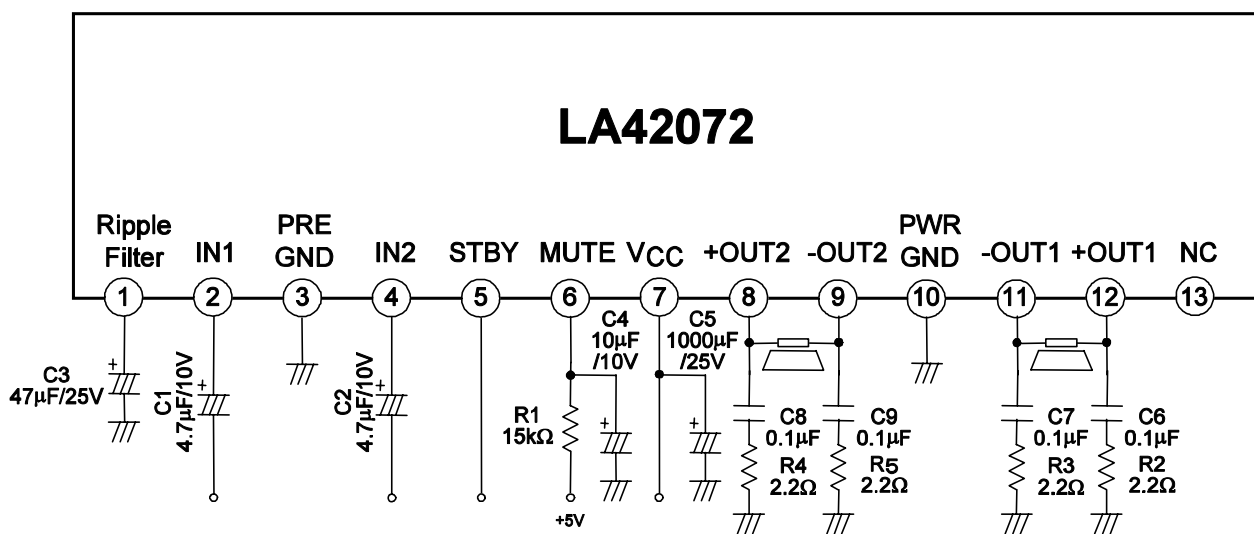 LA42072
Ripple
Filter
IN1
PRE
GND
IN2
STBY
MUTE
VCC
+OUT2
-OUT2
PWR
GND
-OUT1
+OUT1
NC
1
2
3
4
5
6
7
8
9
10
11
12
13
+
C3
47μF/25V
+
C1
4.7μF/10V
+
C2
4.7μF/10V
R1
15kΩ
+5V
C4
10μF
/10V
+
C5
1000μF
/25V
+
C8
0.1μF
R4
2.2Ω
C9
0.1μF
R5
2.2Ω
C7
0.1μF
R3
2.2Ω
C6
0.1μF
R2
2.2Ω